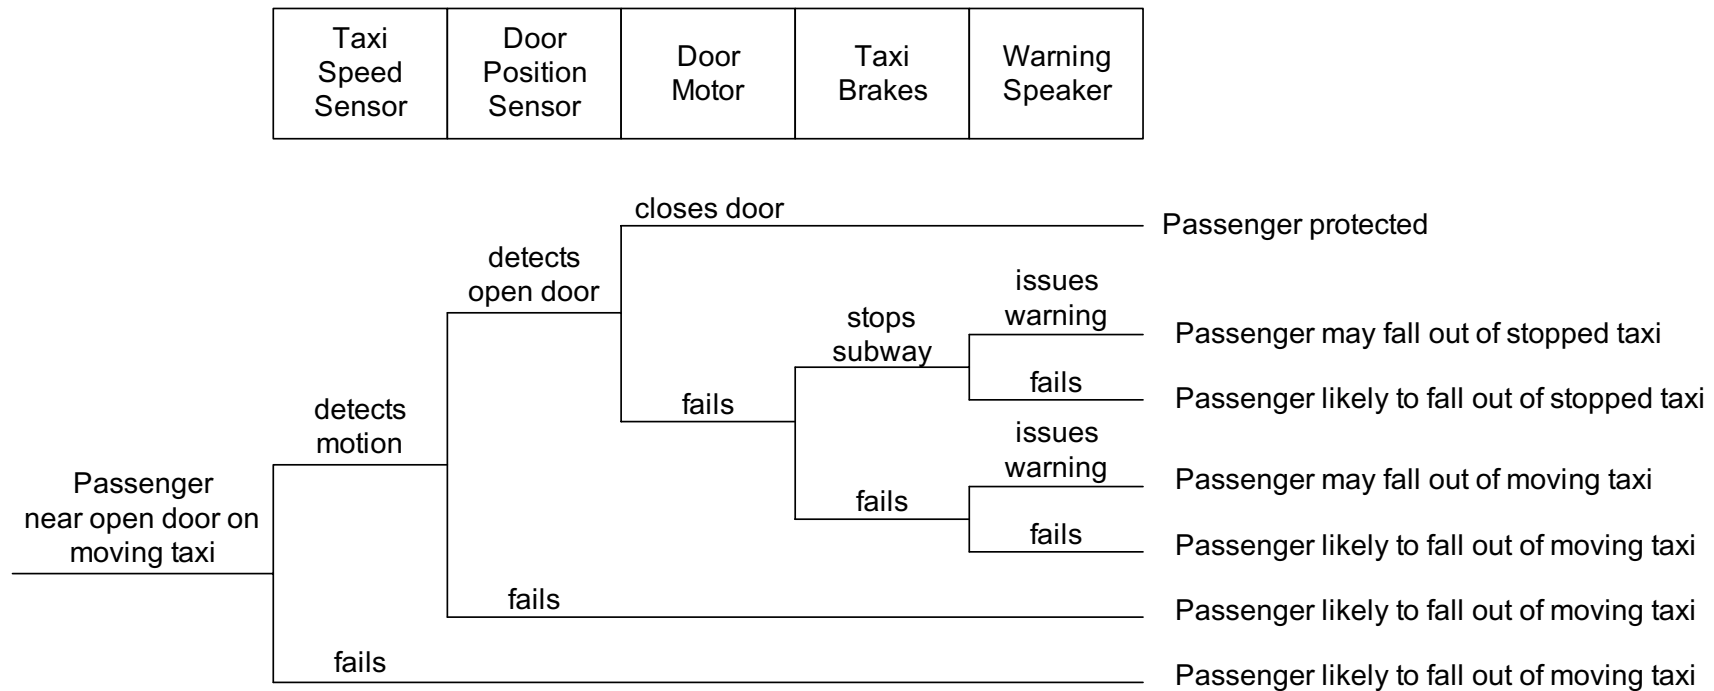 Taxi
Speed
Sensor
Door
Position
Sensor
Door
Motor
Taxi
Brakes
Warning
Speaker
closes door
Passenger protected
detects
open door
issues
warning
stops
subway
Passenger may fall out of stopped taxi
fails
Passenger likely to fall out of stopped taxi
fails
detects
motion
issues
warning
Passenger may fall out of moving taxi
fails
fails
Passenger likely to fall out of moving taxi
Passenger
near open door on
moving taxi
fails
Passenger likely to fall out of moving taxi
fails
Passenger likely to fall out of moving taxi